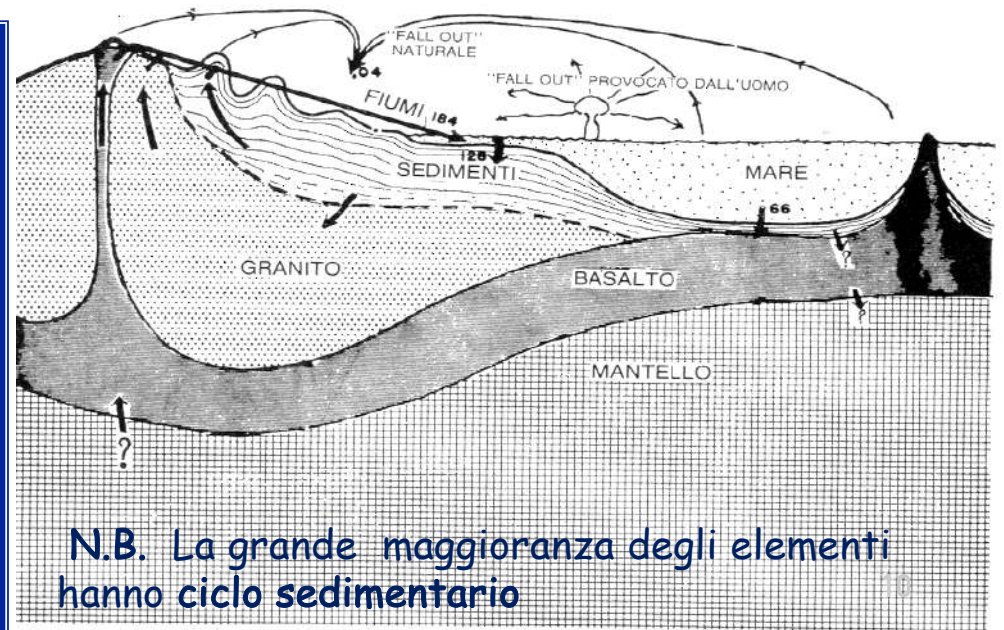 "FALL OUT"
NATURALE
.04
"FALL OUT" PROVOCATO DALL'UOMO
FIUMI 184
128
SEDIMENTI
MARE
66
?
GRANITO
BASALTO
?
MANTELLO
?
N.B. La grande maggioranza degli elementi
hanno ciclo sedimentario
10